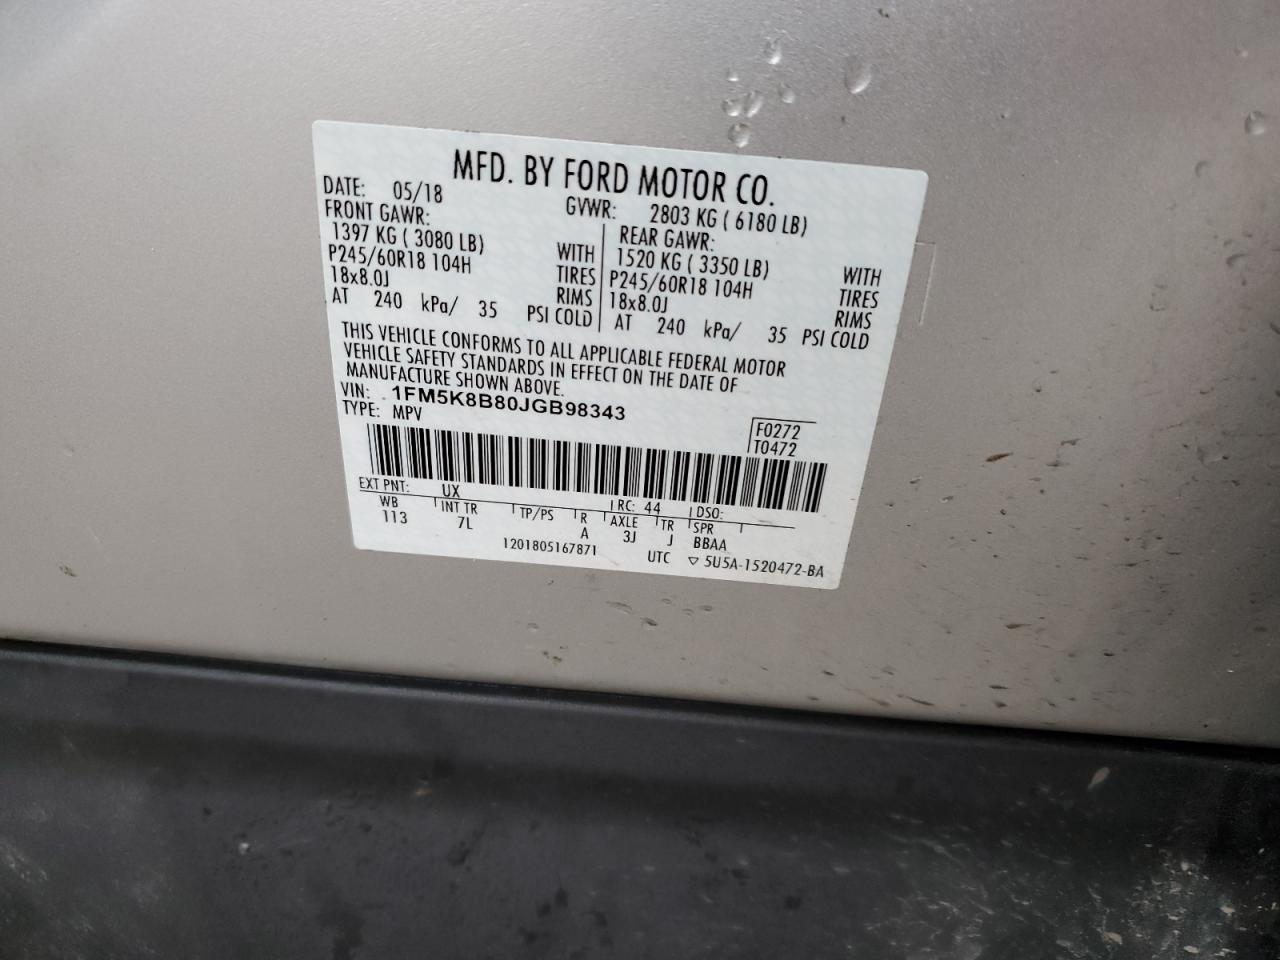 MFD. BY FORD MOTOR CO.
DATE: 05/18 GVWR: 2803 KG ( 6180 LB)
FRONT GAWR: REAR GAWR:
1397 KG ( 3080 LB) WITH 1520 KG ( 3350 LB) WITH
P245/60R18 104H TIRES P245/60R18 104H TIRES
18x8.0J RIMS 18x8.0J RIMS
AT 240 kPa/ 35 PSI COLD AT 240 kPa/ 35 PSI COLD
THIS VEHICLE CONFORMS TO ALL APPLICABLE FEDERAL MOTOR
VEHICLE SAFETY STANDARDS IN EFFECT ON THE DATE OF
MANUFACTURE SHOWN ABOVE.
VIN: 1FM5K8B80JGB98343
TYPE: MPV
F0272
T0472
EXT PNT: UX RC: 44 DSO:
WB INT TR TP/PS R AXLE TR SPR
113 7L A 3J J BBAA
1201805167871 UTC ▽ 5U5A-1520472-BA